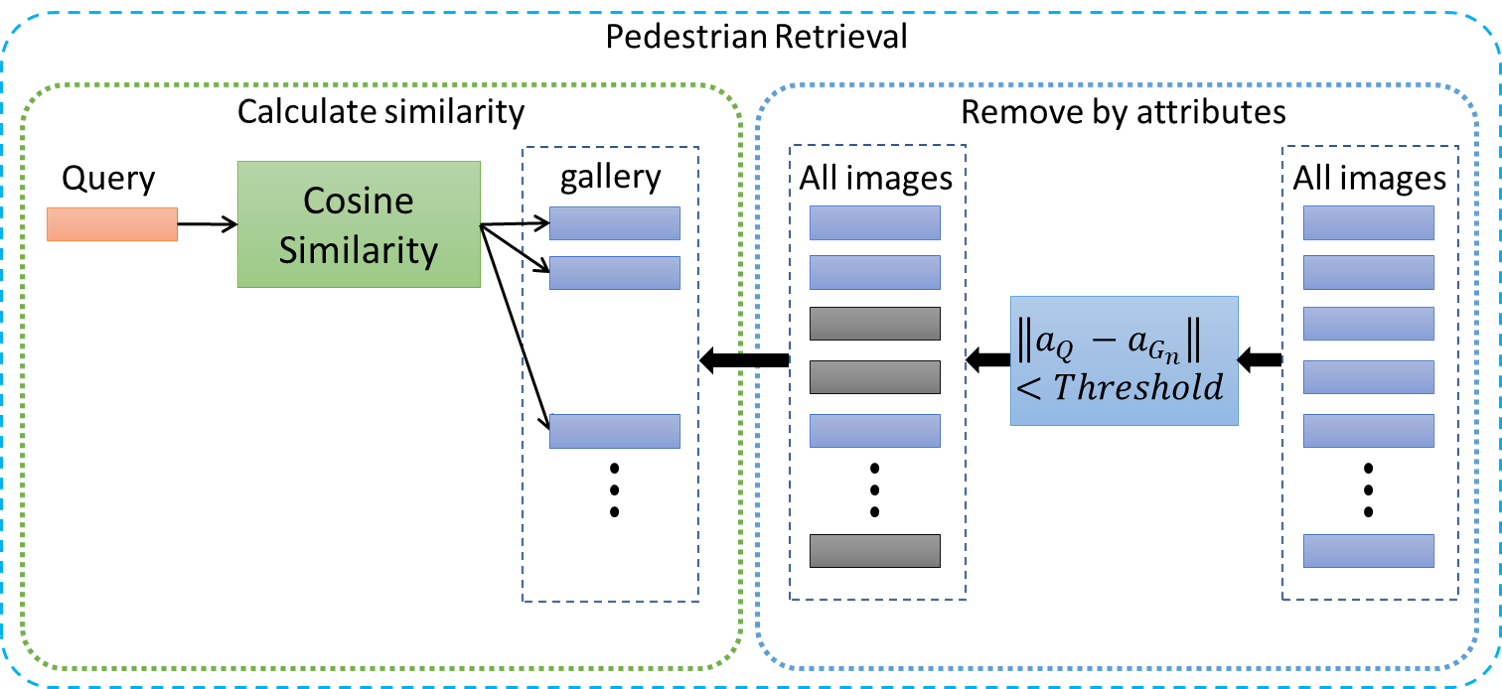 Pedestrian Retrieval
Calculate similarity
Query
Cosine
Similarity
gallery
Remove by attributes
All images
‖a_Q − a_{G_n}‖
< Threshold
All images